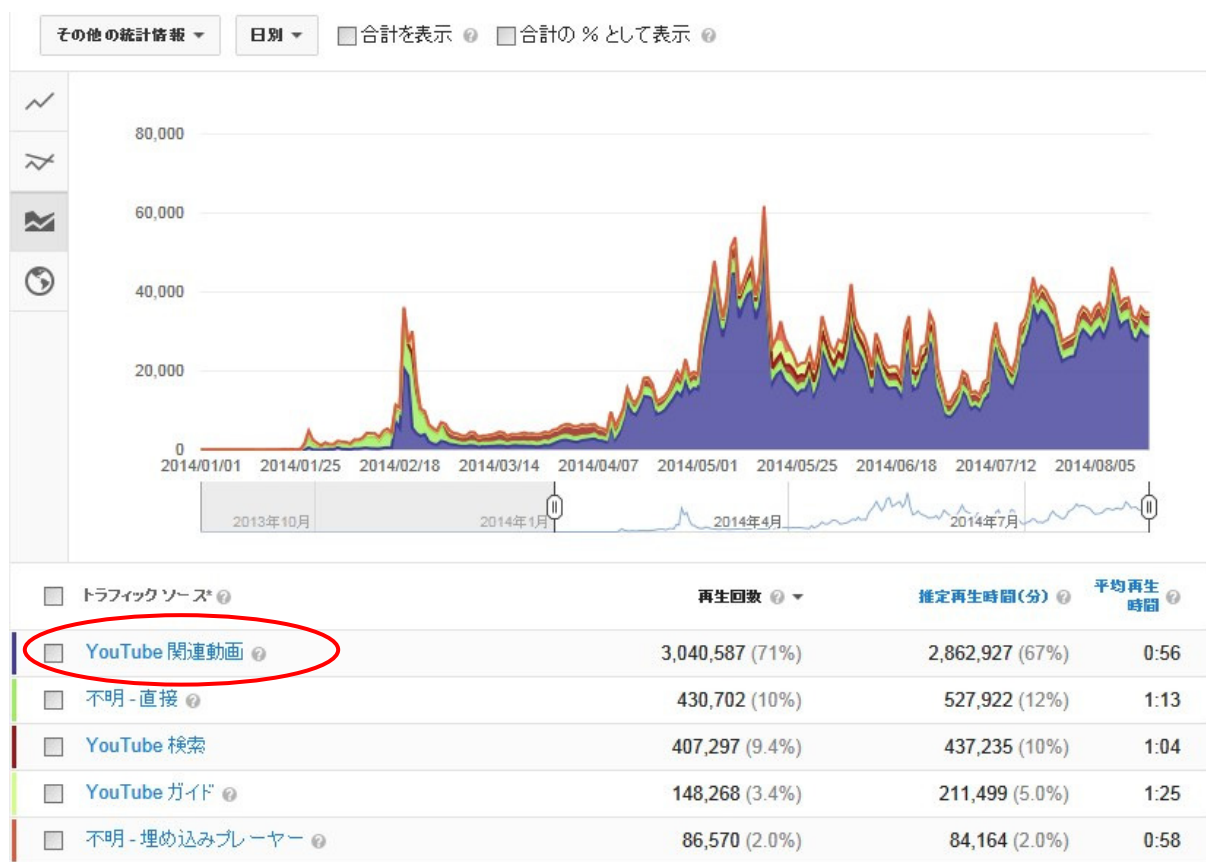 その他の統計情報 日別 合計を表示 合計の % として表示
80,000
60,000
40,000
20,000
0
2014/01/01 2014/01/25 2014/02/18 2014/03/14 2014/04/07 2014/05/01 2014/05/25 2014/06/18 2014/07/12 2014/08/05
2013年10月 2014年1月 2014年4月 2014年7月
トラフィック ソース* 再生回数 推定再生時間(分) 平均再生
時間
YouTube 関連動画 3,040,587 (71%) 2,862,927 (67%) 0:56
不明 - 直接 430,702 (10%) 527,922 (12%) 1:13
YouTube 検索 407,297 (9.4%) 437,235 (10%) 1:04
YouTube ガイド 148,268 (3.4%) 211,499 (5.0%) 1:25
不明 - 埋め込みプレーヤー 86,570 (2.0%) 84,164 (2.0%) 0:58